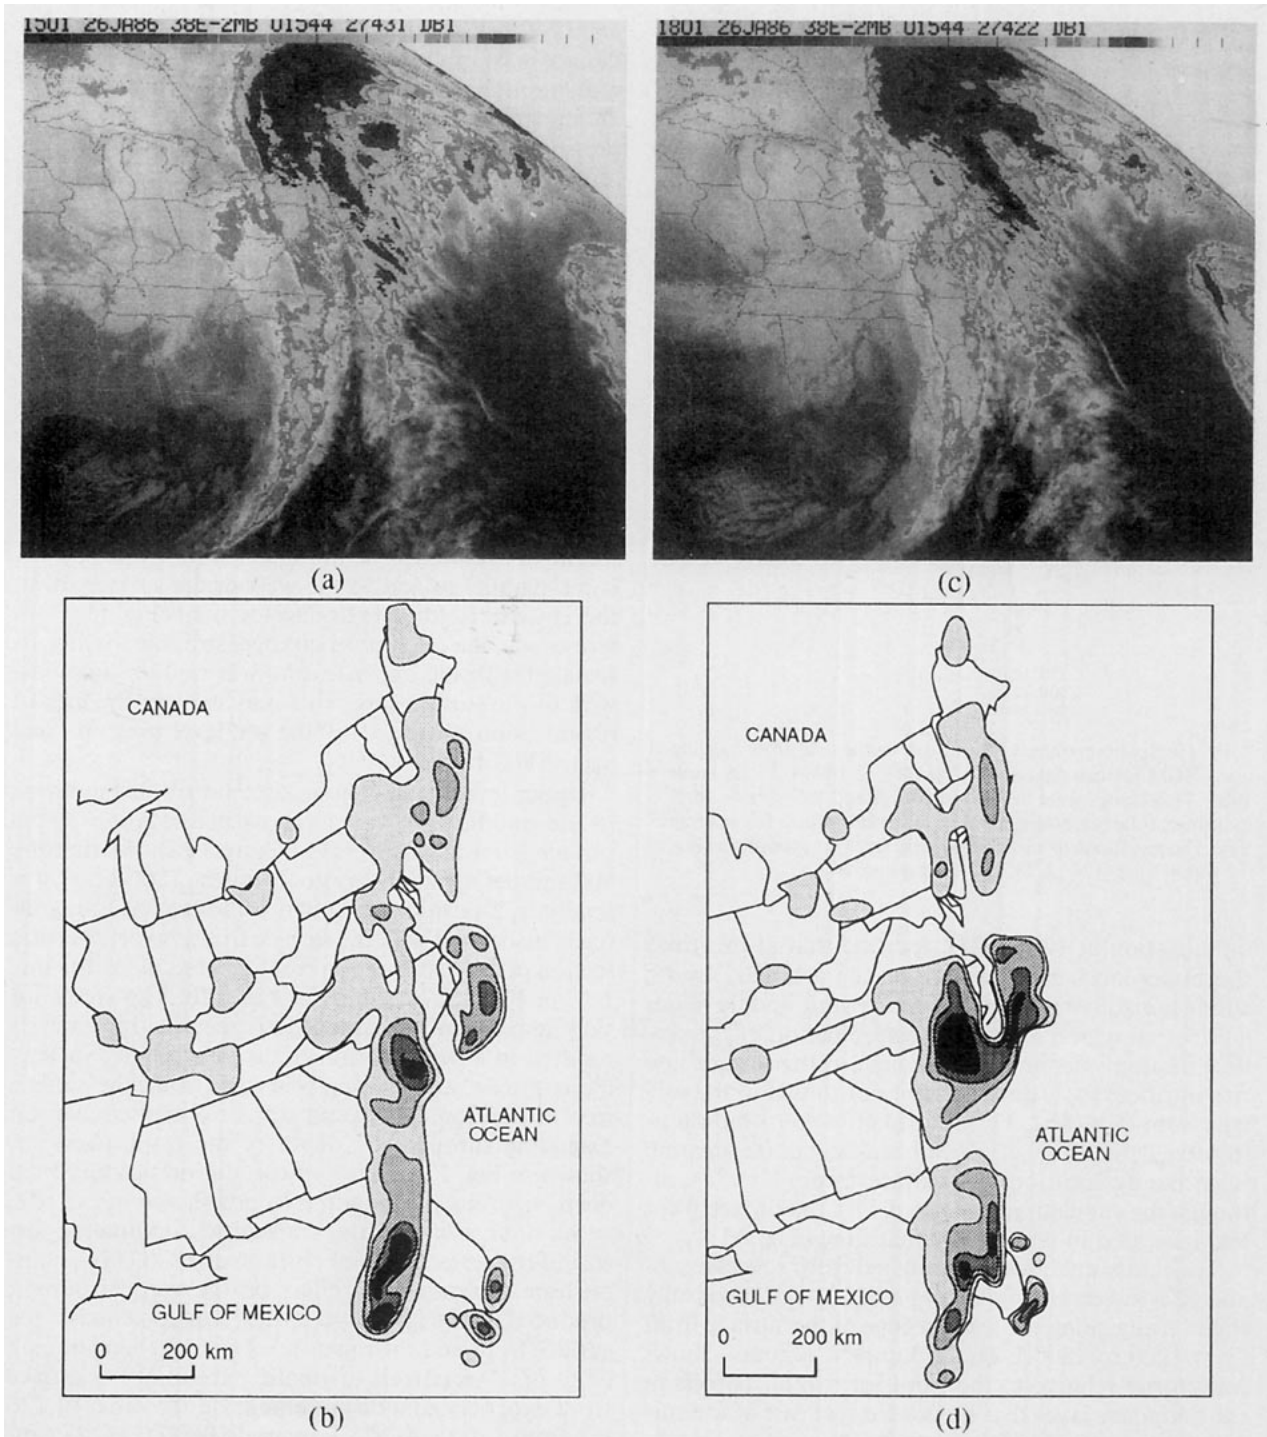 1501 26JA86 38E-2MB 01544 27431 DB1
1801 26JA86 38E-2MB 01544 27422 DB1
(a)
(c)
CANADA
ATLANTIC
OCEAN
GULF OF MEXICO
0 200 km
(b)
CANADA
ATLANTIC
OCEAN
GULF OF MEXICO
0 200 km
(d)